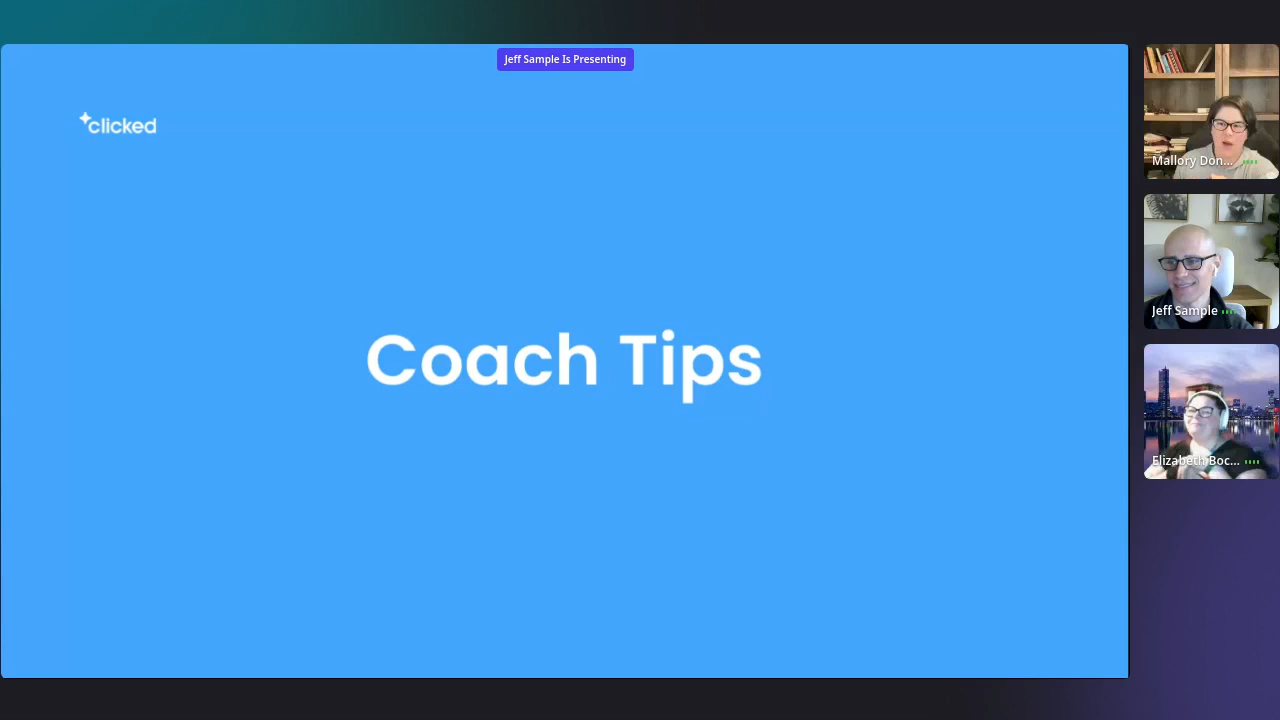 Jeff Sample Is Presenting
clicked
Coach Tips
Mallory Don...
Jeff Sample
Elizabeth Boc...